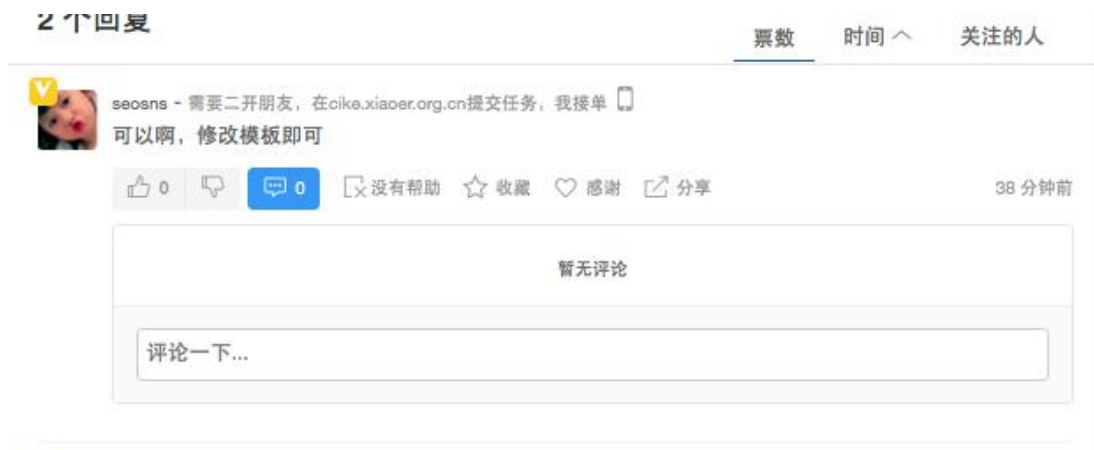 2 个回复
票数 时间 关注的人
seosns - 需要二开朋友，在cike.xiaoer.org.cn提交任务，我接单
可以啊，修改模板即可
0 0 没有帮助 收藏 感谢 分享 38 分钟前
暂无评论
评论一下...